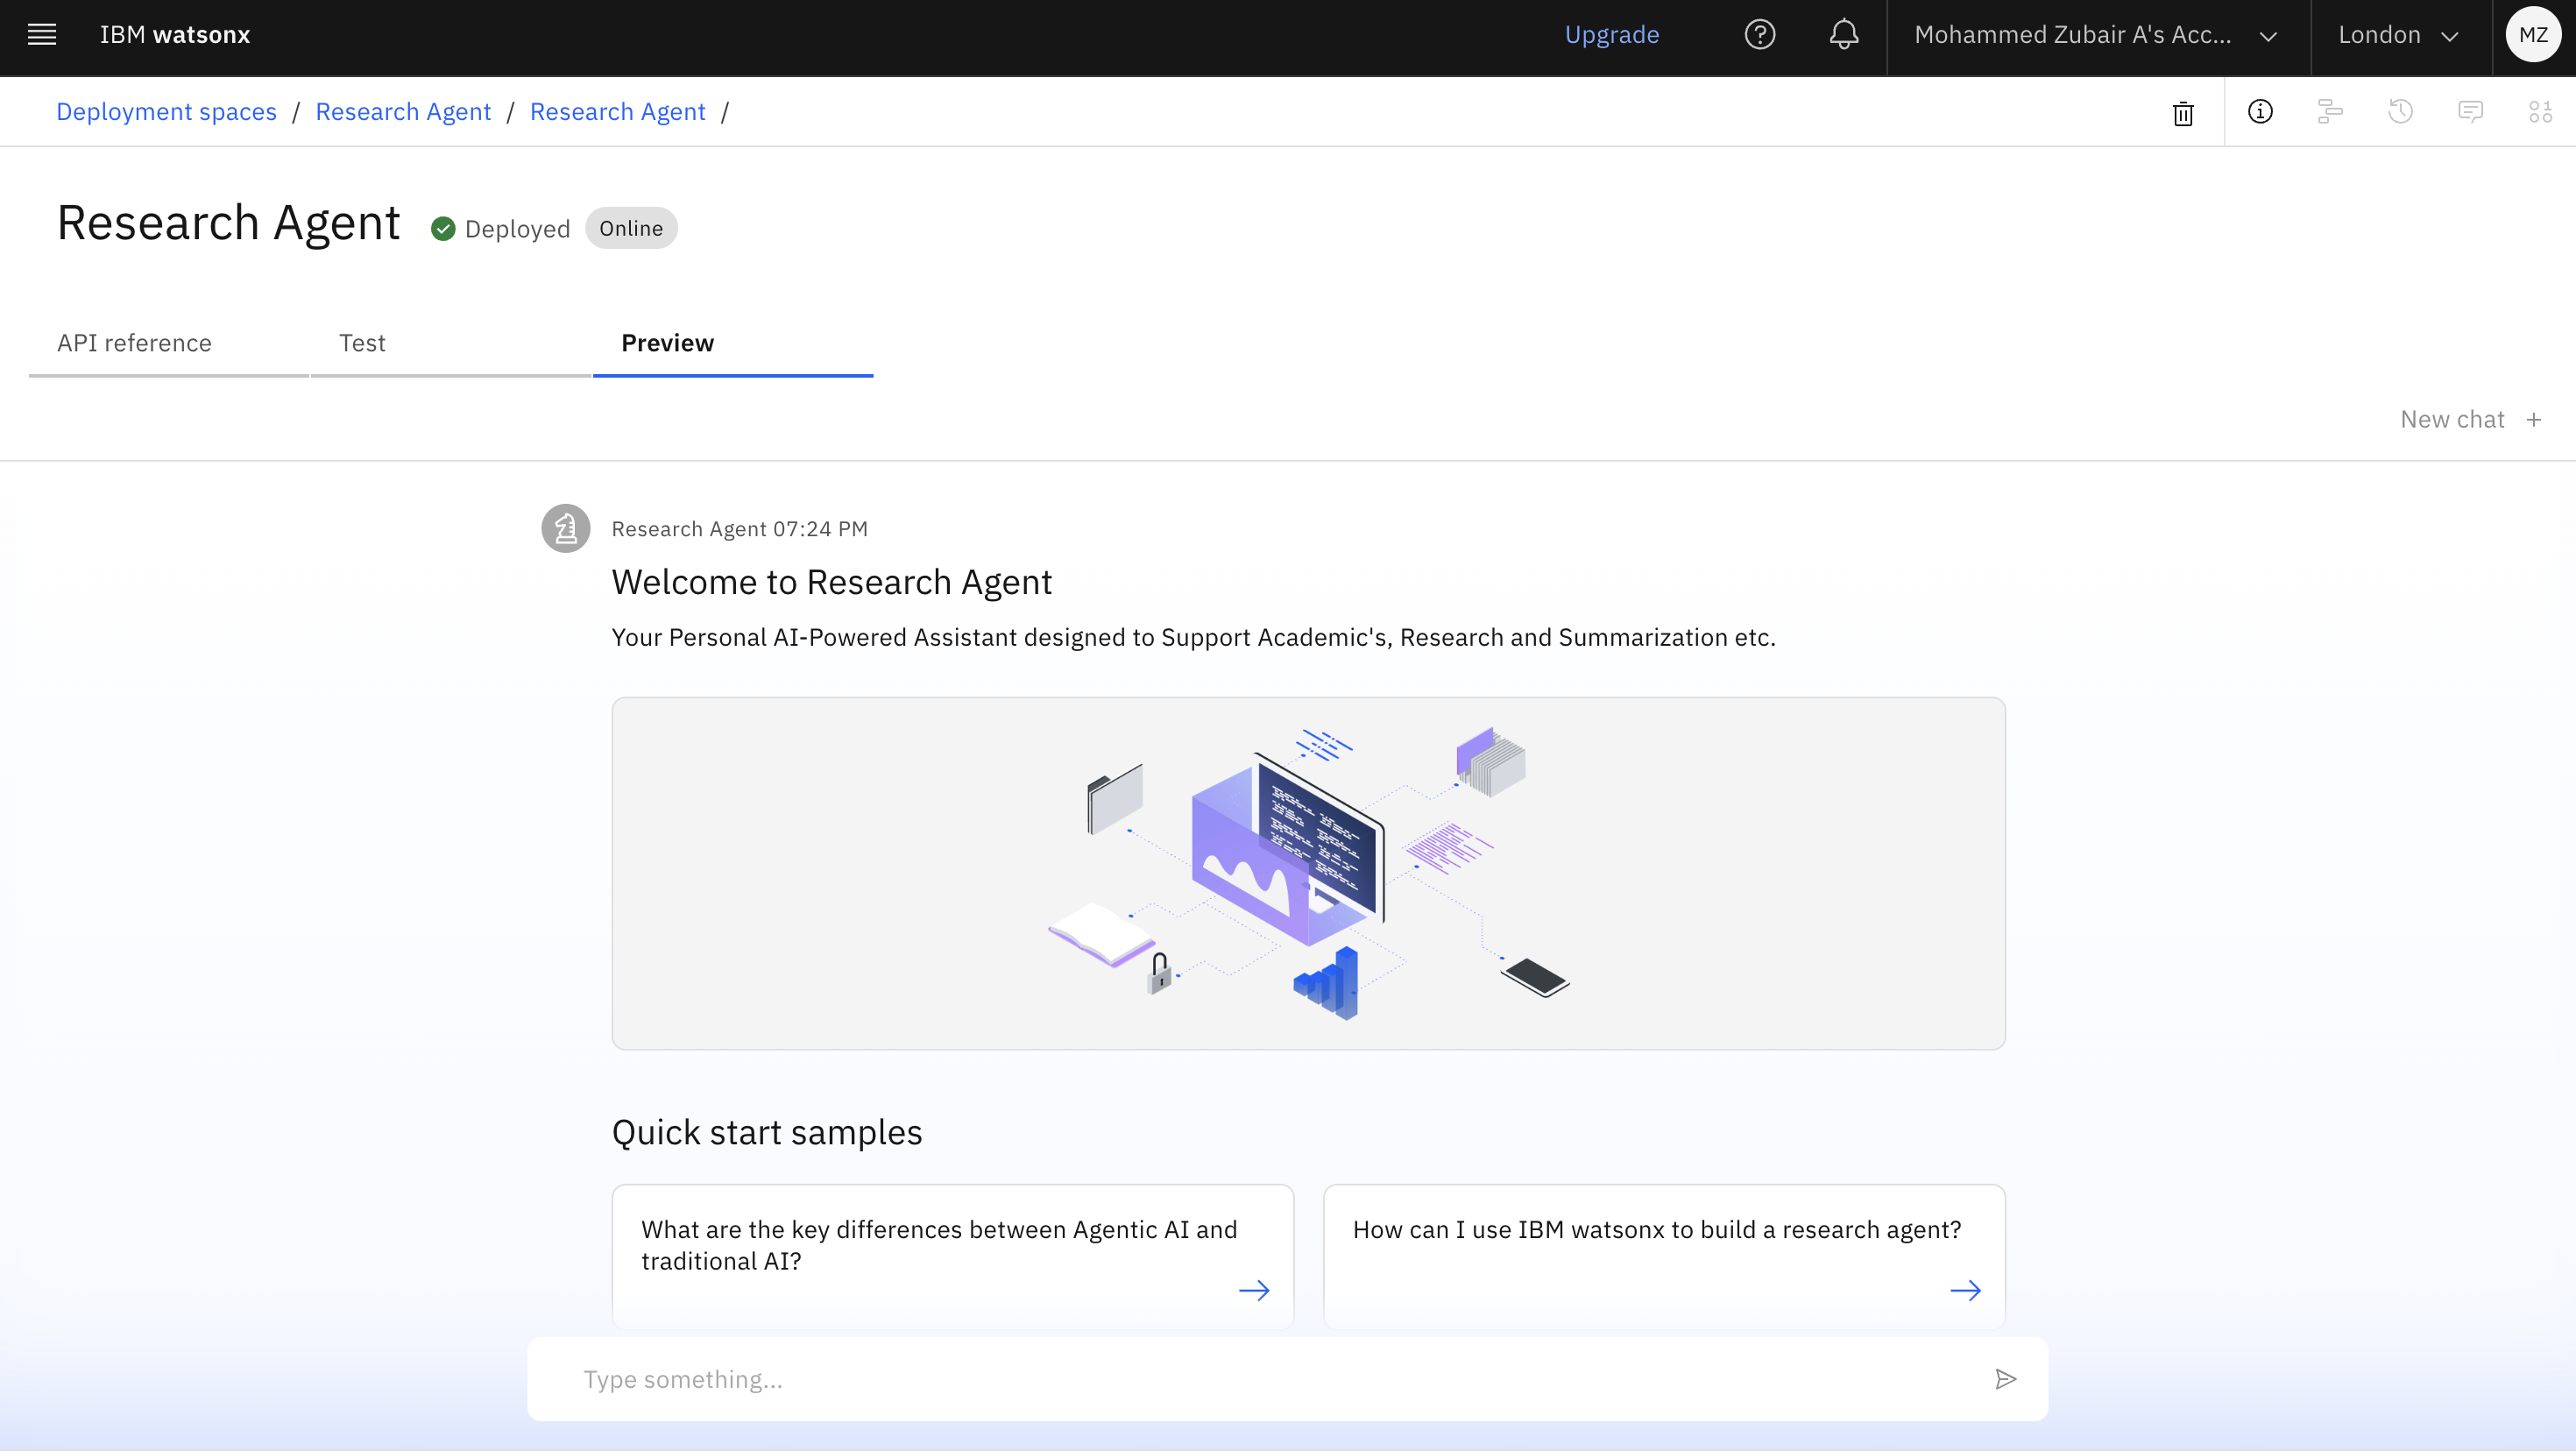 IBM watsonx
Upgrade
Mohammed Zubair A's Acc...
London
MZ
Deployment spaces / Research Agent / Research Agent /
Research Agent
Deployed
Online
API reference
Test
Preview
New chat +
Research Agent 07:24 PM
Welcome to Research Agent
Your Personal AI-Powered Assistant designed to Support Academic's, Research and Summarization etc.
Quick start samples
What are the key differences between Agentic AI and
traditional AI?
How can I use IBM watsonx to build a research agent?
Type something...